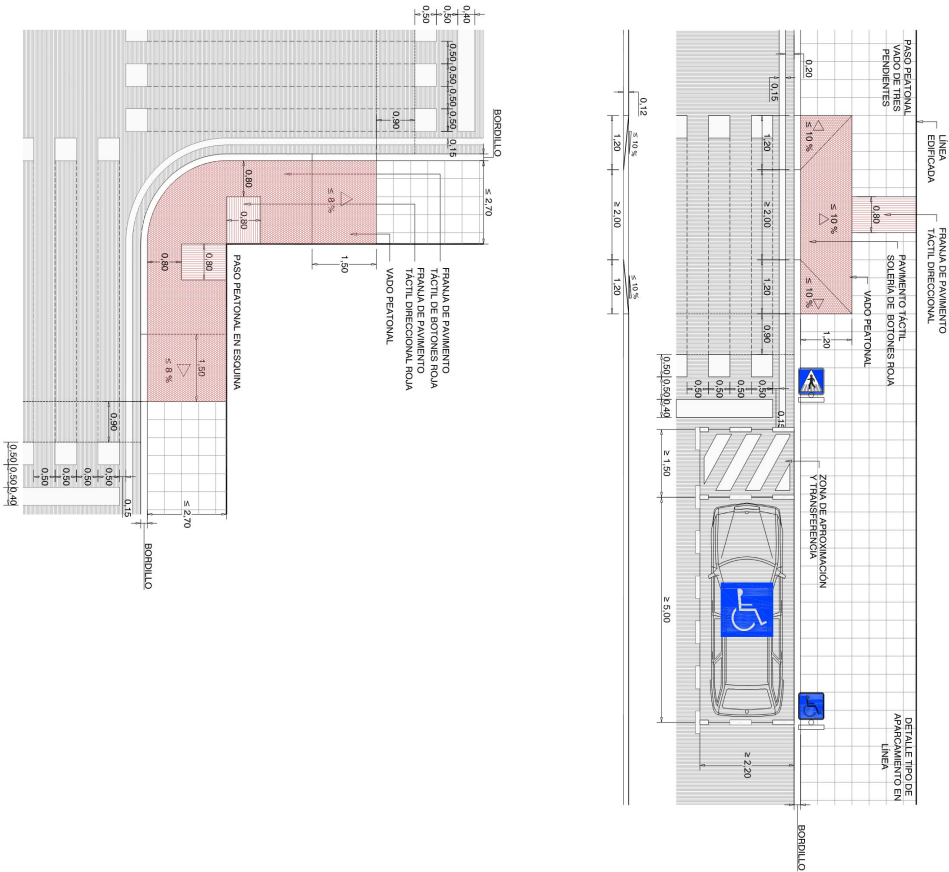 PASO PEATONAL
VADO DE TRES
PENDIENTES
LÍNEA
EDIFICADA
FRANJA DE PAVIMENTO
TÁCTIL DIRECCIONAL
PAVIMENTO TÁCTIL
SOLERÍA DE BOTONES ROJA
VADO PEATONAL
DETALLE TIPO DE
APARCAMIENTO EN
LÍNEA
0,20
0,15
≤ 10 %
≤ 10 %
≤ 10 %
0,80
1,20
1,20
≥ 2,00
1,20
0,90
0,50
0,50
0,50
0,50
0,50
0,50
0,40
0,15
ZONA DE APROXIMACIÓN
Y TRANSFERENCIA
≥ 1,50
≥ 5,00
≥ 2,20
BORDILLO
0,12
≤ 10 %
1,20
≥ 2,00
≤ 10 %
1,20
0,50
0,50
0,40
0,50
0,50
0,50
0,50
0,50
0,15
0,90
BORDILLO
≤ 2,70
≤ 8 %
1,50
0,80
0,80
0,80
0,80
FRANJA DE PAVIMENTO
TÁCTIL DE BOTONES ROJA
FRANJA DE PAVIMENTO
TÁCTIL DIRECCIONAL ROJA
VADO PEATONAL
PASO PEATONAL EN ESQUINA
1,50
≤ 8 %
0,90
0,50
0,50
0,50
0,50
0,50
0,50
0,40
0,15
≤ 2,70
BORDILLO